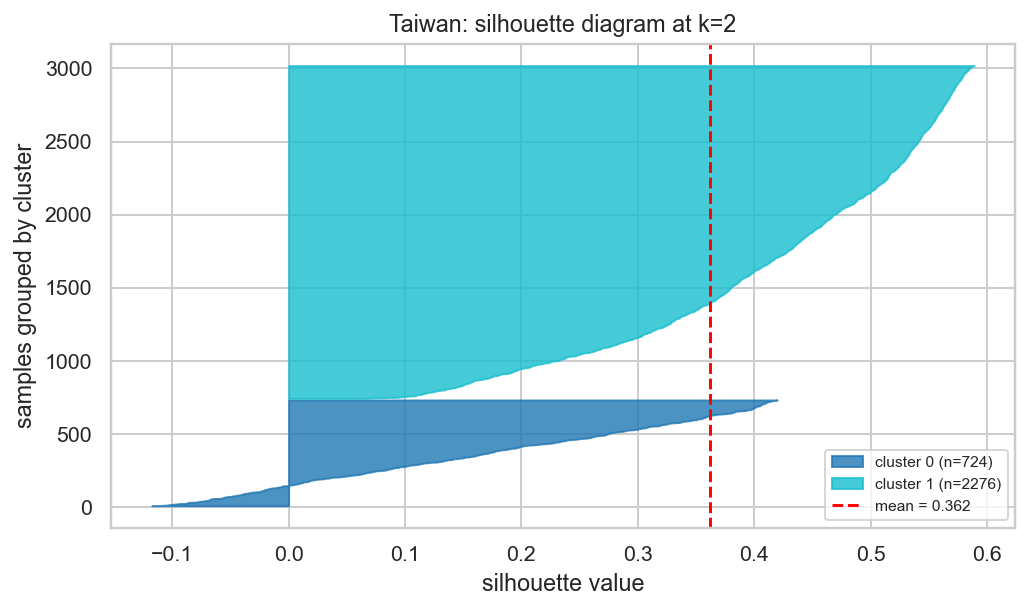 Taiwan: silhouette diagram at k=2
samples grouped by cluster
3000
2500
2000
1500
1000
500
0
−0.1
0.0
0.1
0.2
0.3
0.4
0.5
0.6
silhouette value
cluster 0 (n=724)
cluster 1 (n=2276)
mean = 0.362